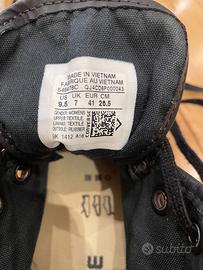 MADE IN VIETNAM
FABRIQUE AU VIETNAM
US UK EUR CM
9.5 7 41 26.5
GENDER: WOMENS
UPPER: TEXTILE
LINING: TEXTILE
OUTSOLE: RUBBER
CONVERSE
Subito